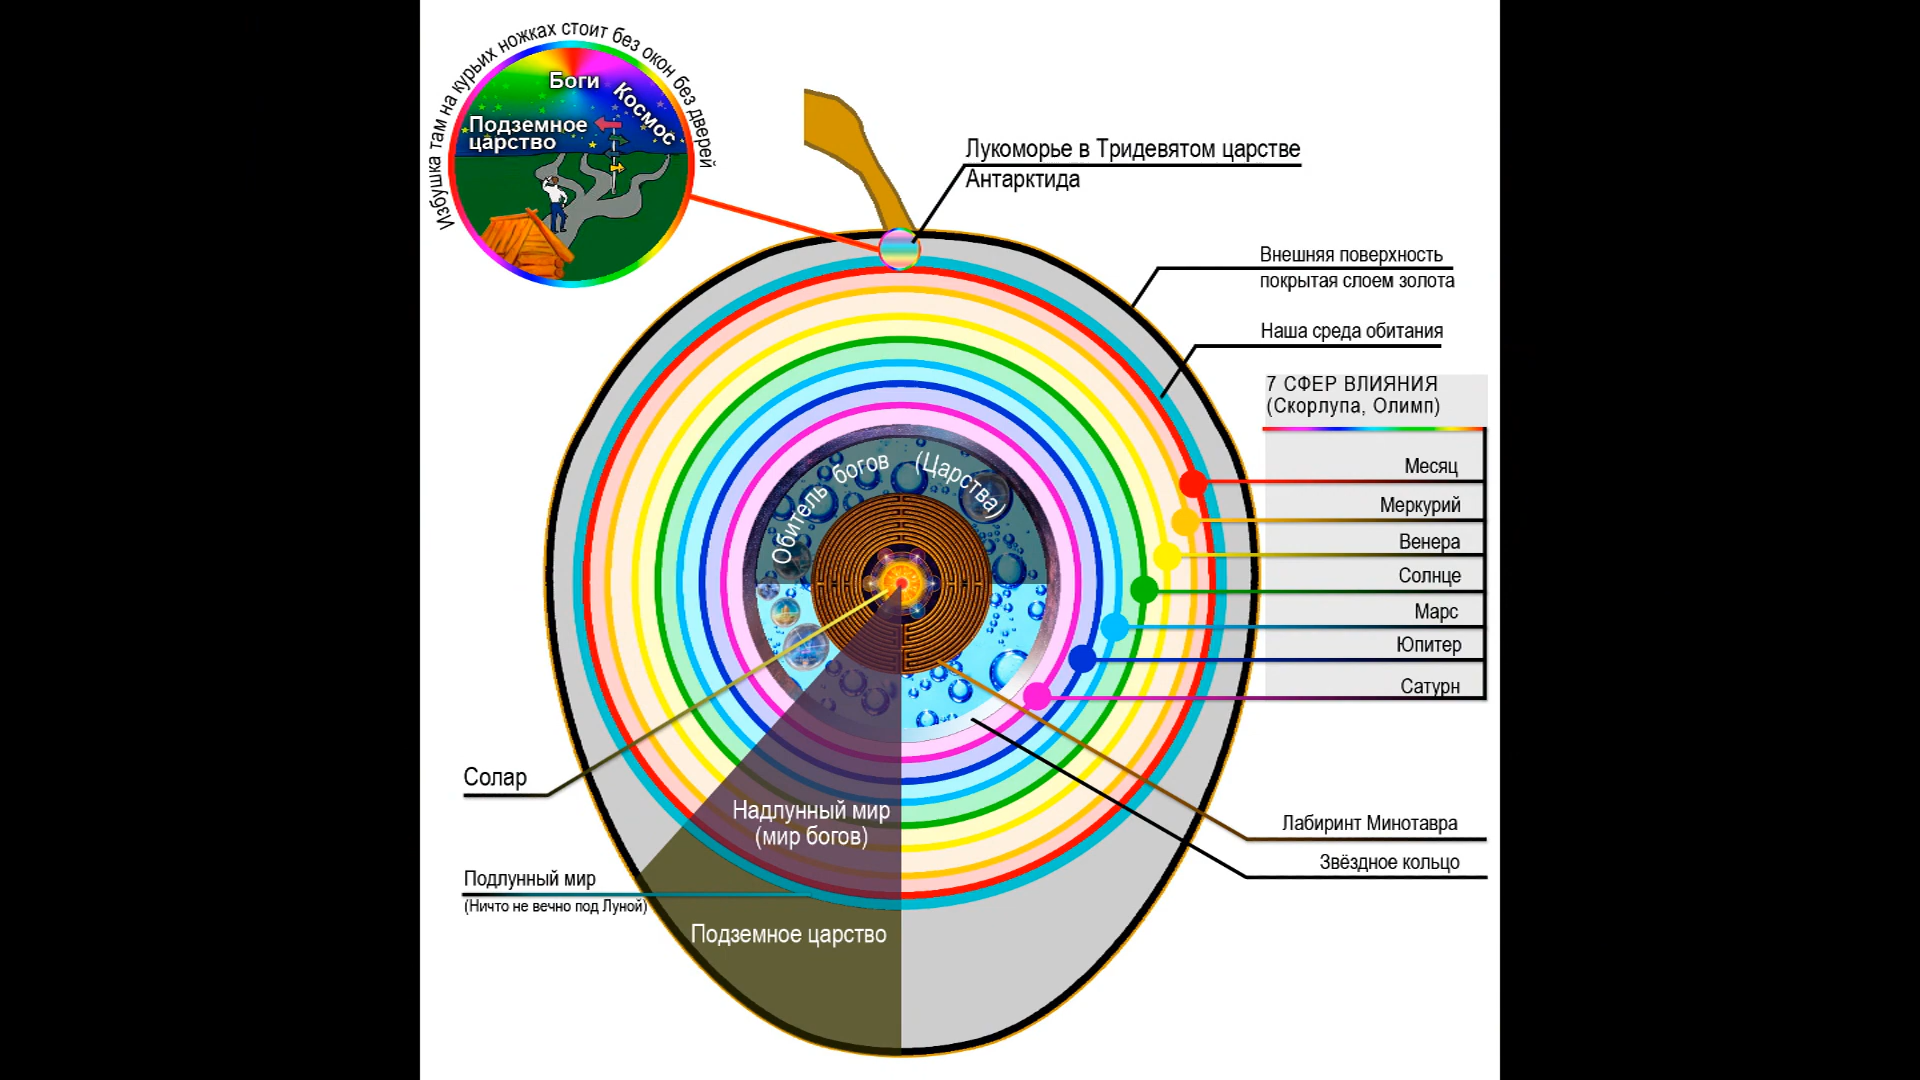 Избушка там на курьих ножках стоит без окон без дверей
Боги
Космос
Подземное
царство
Лукоморье в Тридевятом царстве
Антарктида
Внешняя поверхность
покрытая слоем золота
Наша среда обитания
7 СФЕР ВЛИЯНИЯ
(Скорлупа, Олимп)
Месяц
Меркурий
Венера
Солнце
Марс
Юпитер
Сатурн
Обитель богов (Царства)
Солар
Надлунный мир
(мир богов)
Лабиринт Минотавра
Звёздное кольцо
Подлунный мир
(Ничто не вечно под Луной)
Подземное царство